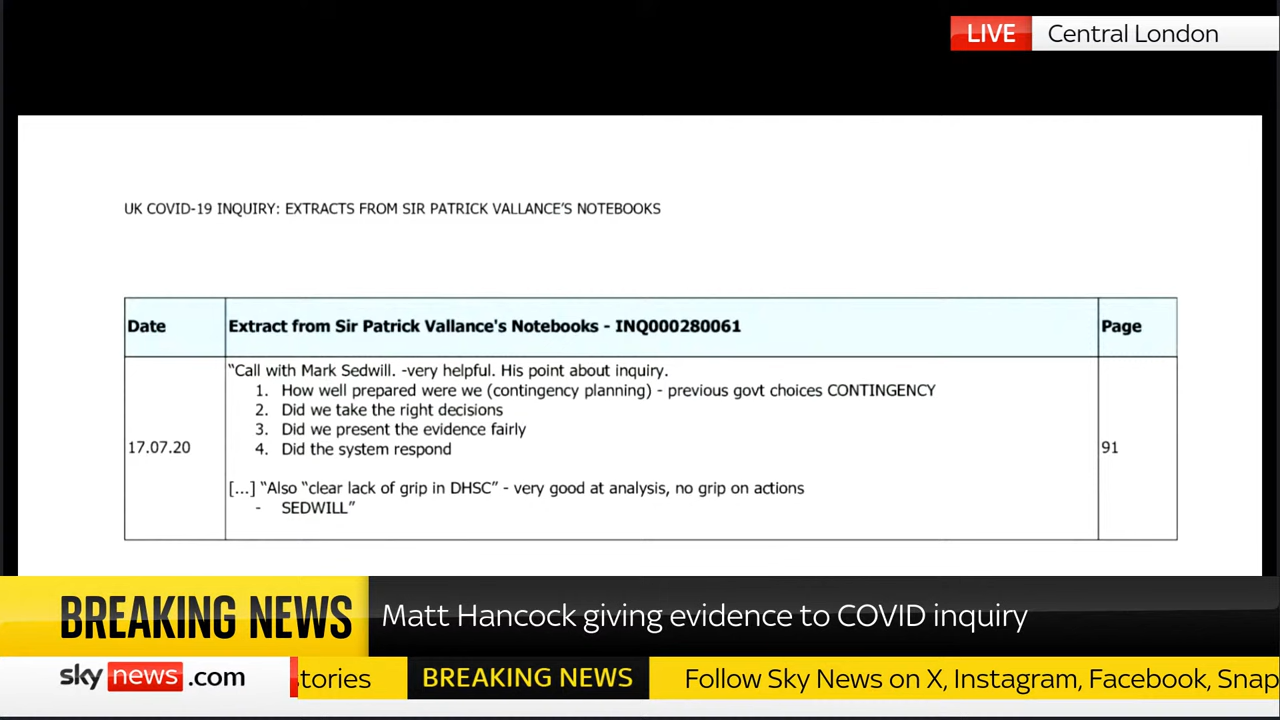 LIVE Central London
UK COVID-19 INQUIRY: EXTRACTS FROM SIR PATRICK VALLANCE'S NOTEBOOKS
Date Extract from Sir Patrick Vallance's Notebooks - INQ000280061 Page
"Call with Mark Sedwill. -very helpful. His point about inquiry.
1. How well prepared were we (contingency planning) - previous govt choices CONTINGENCY
2. Did we take the right decisions
3. Did we present the evidence fairly
17.07.20 91
4. Did the system respond
[...] "Also "clear lack of grip in DHSC" - very good at analysis, no grip on actions
- SEDWILL"
BREAKING NEWS Matt Hancock giving evidence to COVID inquiry
sky news .com tories BREAKING NEWS Follow Sky News on X, Instagram, Facebook, Snap